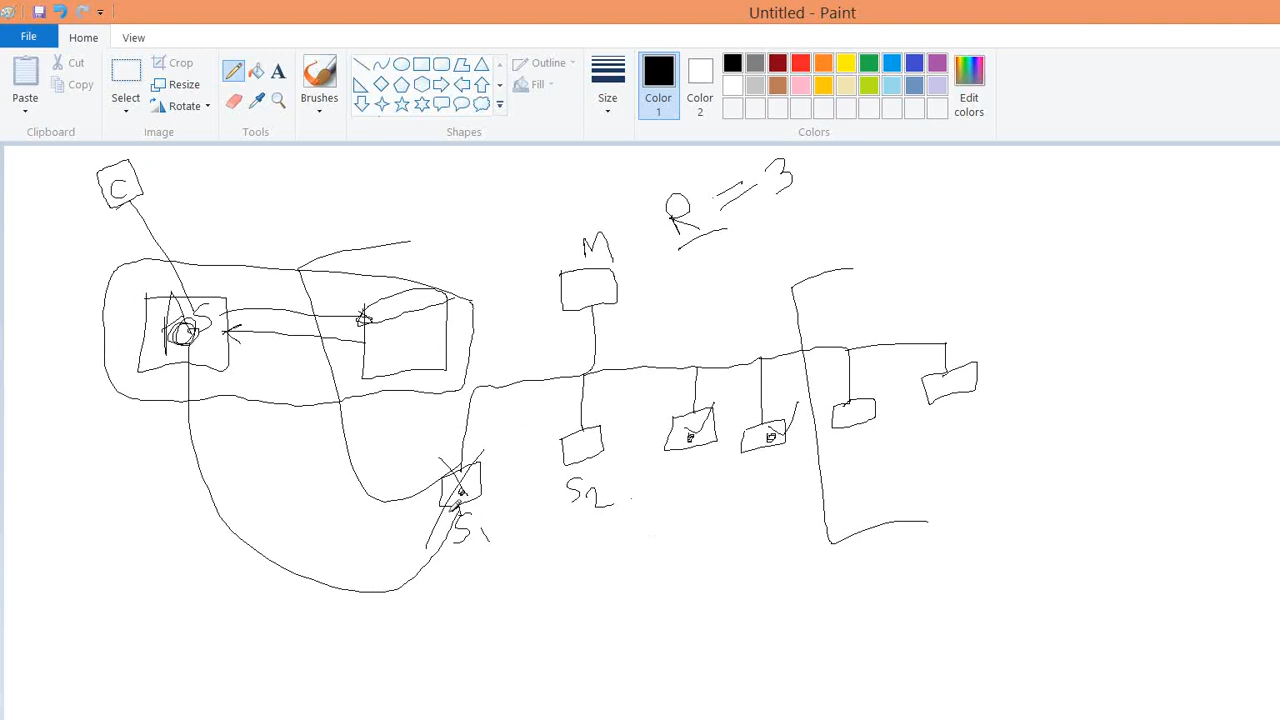 Untitled - Paint
File
Home
View
Paste
Cut
Copy
Clipboard
Select
Crop
Resize
Rotate
Image
A
Tools
Brushes
Outline
Fill
Shapes
Size
Color
1
Color
2
Edit
colors
Colors
C
R = 3
M
S
S1
S2